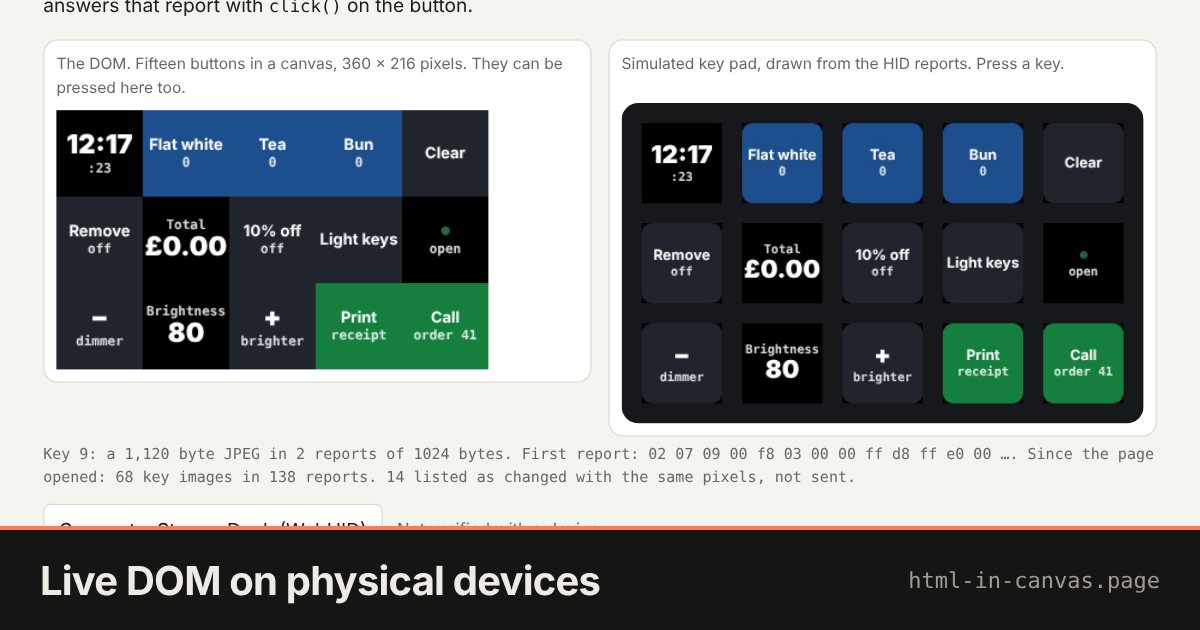 answers that report with click() on the button.
The DOM. Fifteen buttons in a canvas, 360 × 216 pixels. They can be
pressed here too.
12:17
:23
Flat white
0
Tea
0
Bun
0
Clear
Remove
off
Total
£0.00
10% off
off
Light keys
open
−
dimmer
Brightness
80
+
brighter
Print
receipt
Call
order 41
Simulated key pad, drawn from the HID reports. Press a key.
12:17
:23
Flat white
0
Tea
0
Bun
0
Clear
Remove
off
Total
£0.00
10% off
off
Light keys
open
−
dimmer
Brightness
80
+
brighter
Print
receipt
Call
order 41
Key 9: a 1,120 byte JPEG in 2 reports of 1024 bytes. First report: 02 07 09 00 f8 03 00 00 ff d8 ff e0 00 …. Since the page
opened: 68 key images in 138 reports. 14 listed as changed with the same pixels, not sent.
Live DOM on physical devices
html-in-canvas.page